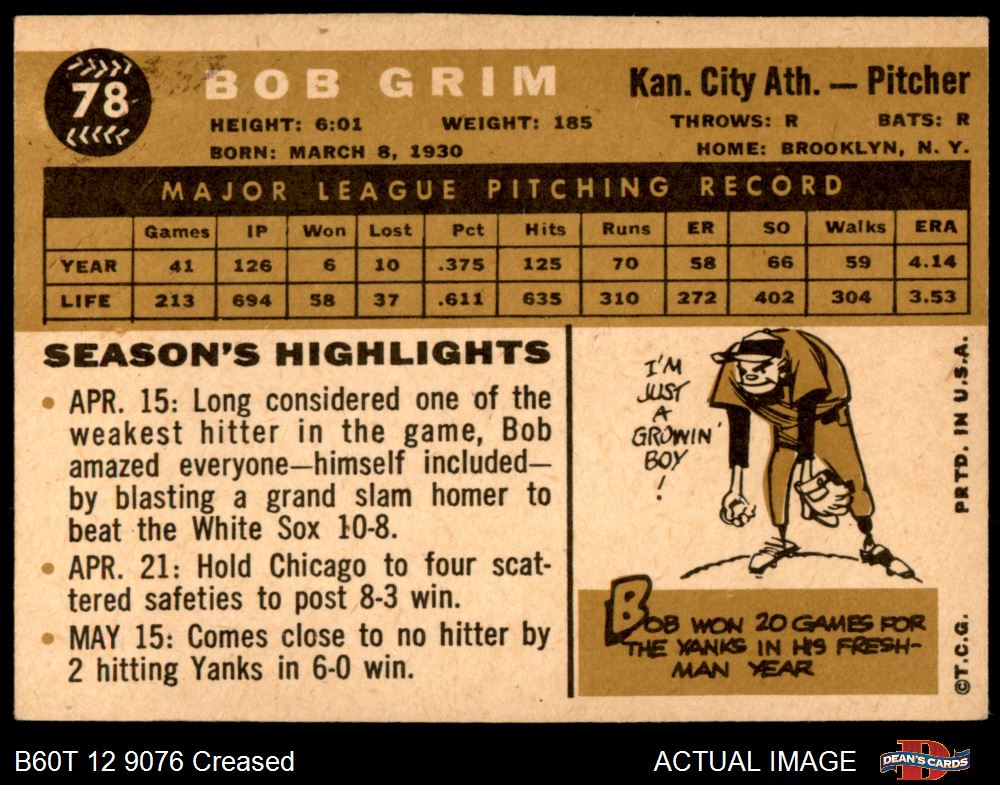 78
BOB GRIM
Kan. City Ath. — Pitcher
HEIGHT: 6:01 WEIGHT: 185 THROWS: R BATS: R
BORN: MARCH 8, 1930 HOME: BROOKLYN, N. Y.
MAJOR LEAGUE PITCHING RECORD
Games IP Won Lost Pct Hits Runs ER SO Walks ERA
YEAR 41 126 6 10 .375 125 70 58 66 59 4.14
LIFE 213 694 58 37 .611 635 310 272 402 304 3.53
SEASON'S HIGHLIGHTS
• APR. 15: Long considered one of the
weakest hitter in the game, Bob
amazed everyone—himself included—
by blasting a grand slam homer to
beat the White Sox 10-8.
• APR. 21: Hold Chicago to four scat-
tered safeties to post 8-3 win.
• MAY 15: Comes close to no hitter by
2 hitting Yanks in 6-0 win.
I'M
JUST
A
GROWIN'
BOY
!
BOB WON 20 GAMES FOR
THE YANKS IN HIS FRESH-
MAN YEAR
PRTD. IN U.S.A.
©T.C.G.
B60T 12 9076 Creased
ACTUAL IMAGE
D
DEAN'S CARDS